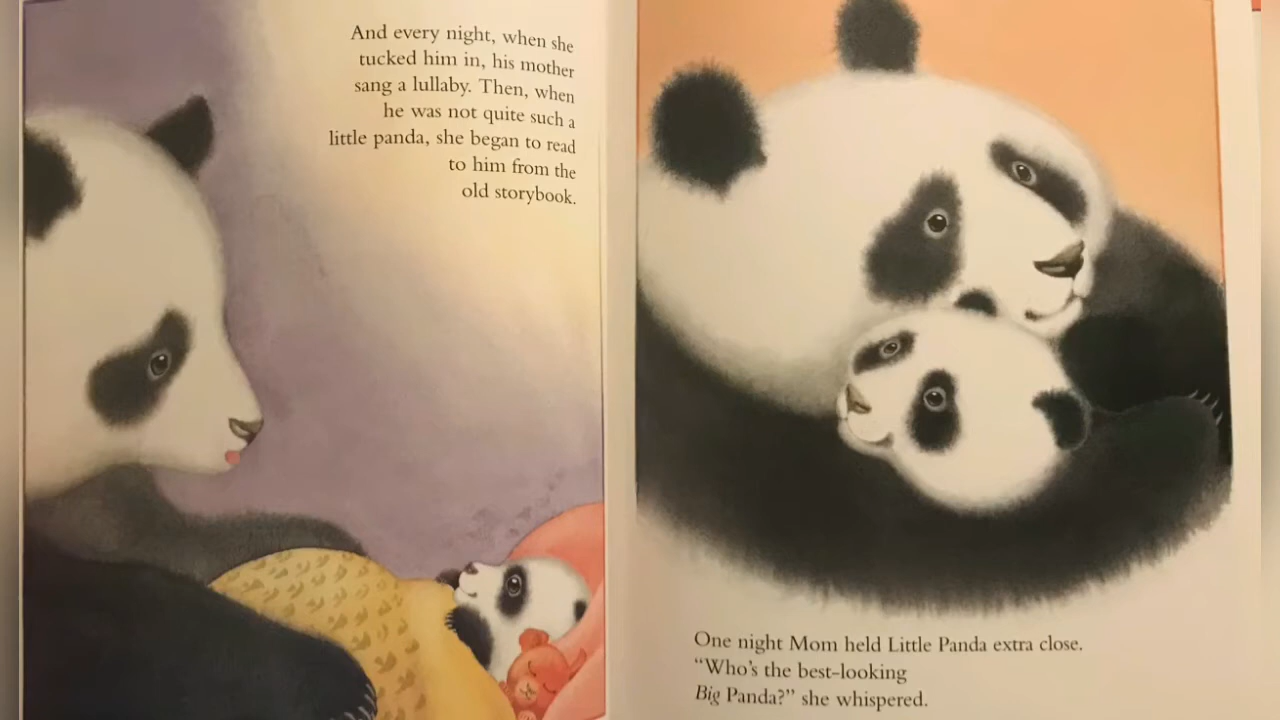 And every night, when she
tucked him in, his mother
sang a lullaby. Then, when
he was not quite such a
little panda, she began to read
to him from the
old storybook.
One night Mom held Little Panda extra close.
“Who’s the best-looking
Big Panda?” she whispered.